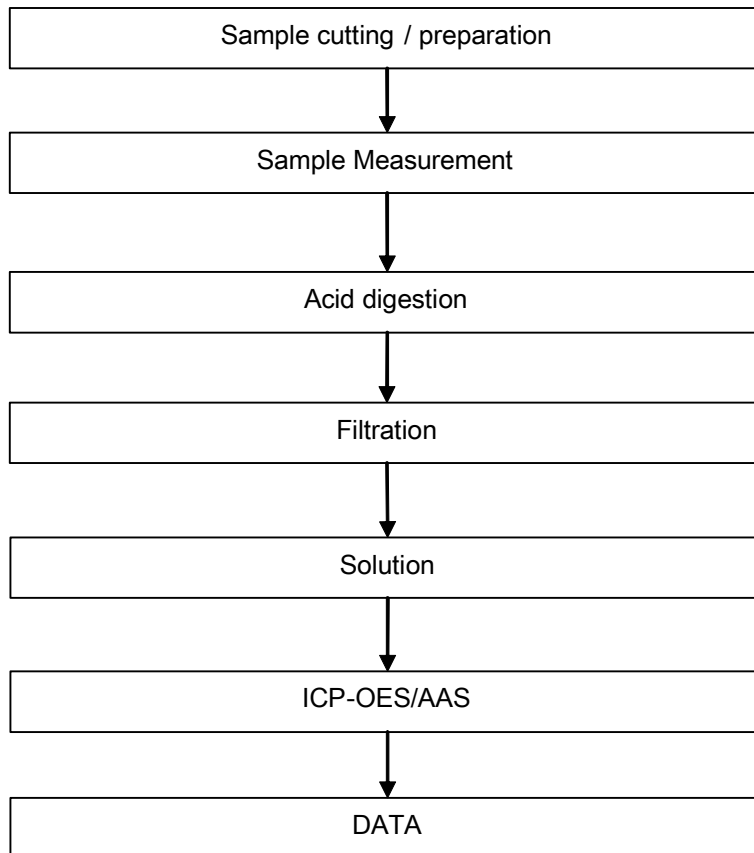 Sample cutting / preparation
Sample Measurement
Acid digestion
Filtration
Solution
ICP-OES/AAS
DATA